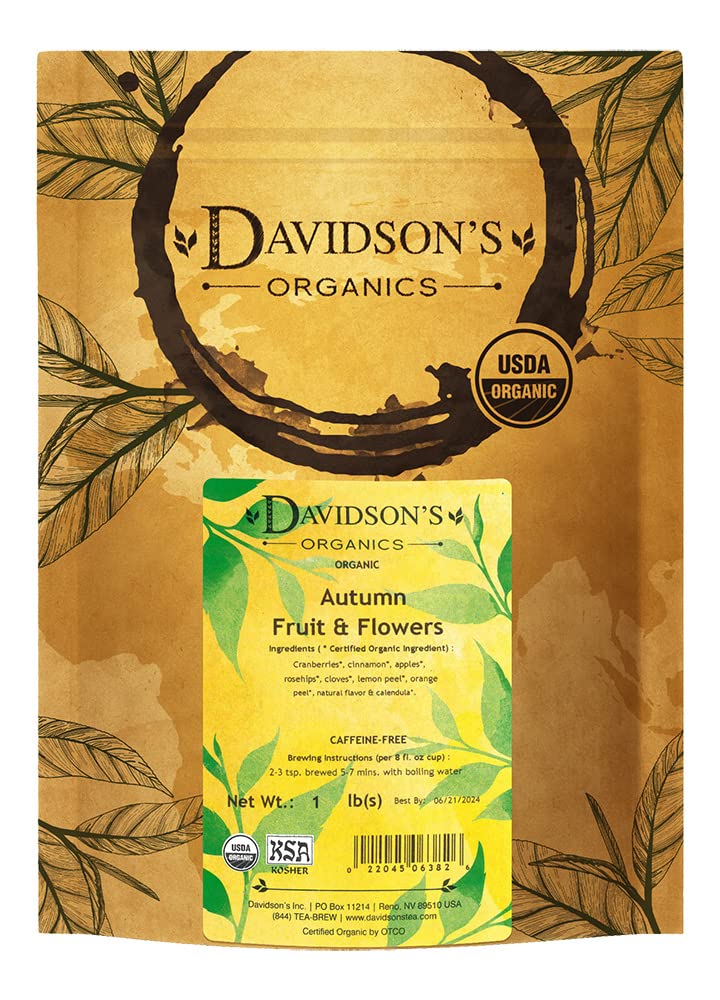 DAVIDSON'S
ORGANICS
USDA
ORGANIC
DAVIDSON'S
ORGANICS
ORGANIC
Autumn
Fruit & Flowers
Ingredients ( * Certified Organic Ingredient) :
Cranberries*, cinnamon*, apples*,
rosehips*, cloves*, lemon peel*, orange
peel*, natural flavor & calendula*.
CAFFEINE-FREE
Brewing Instructions (per 8 fl. oz cup) :
2-3 tsp. brewed 5-7 mins. with boiling water
Net Wt.: 1 lb(s) Best By: 06/21/2024
USDA
ORGANIC
KSA
KOSHER
0 22045 06382 6
Davidson's Inc. | PO Box 11214 | Reno, NV 89510 USA
(844) TEA-BREW | www.davidsonstea.com
Certified Organic by OTCO